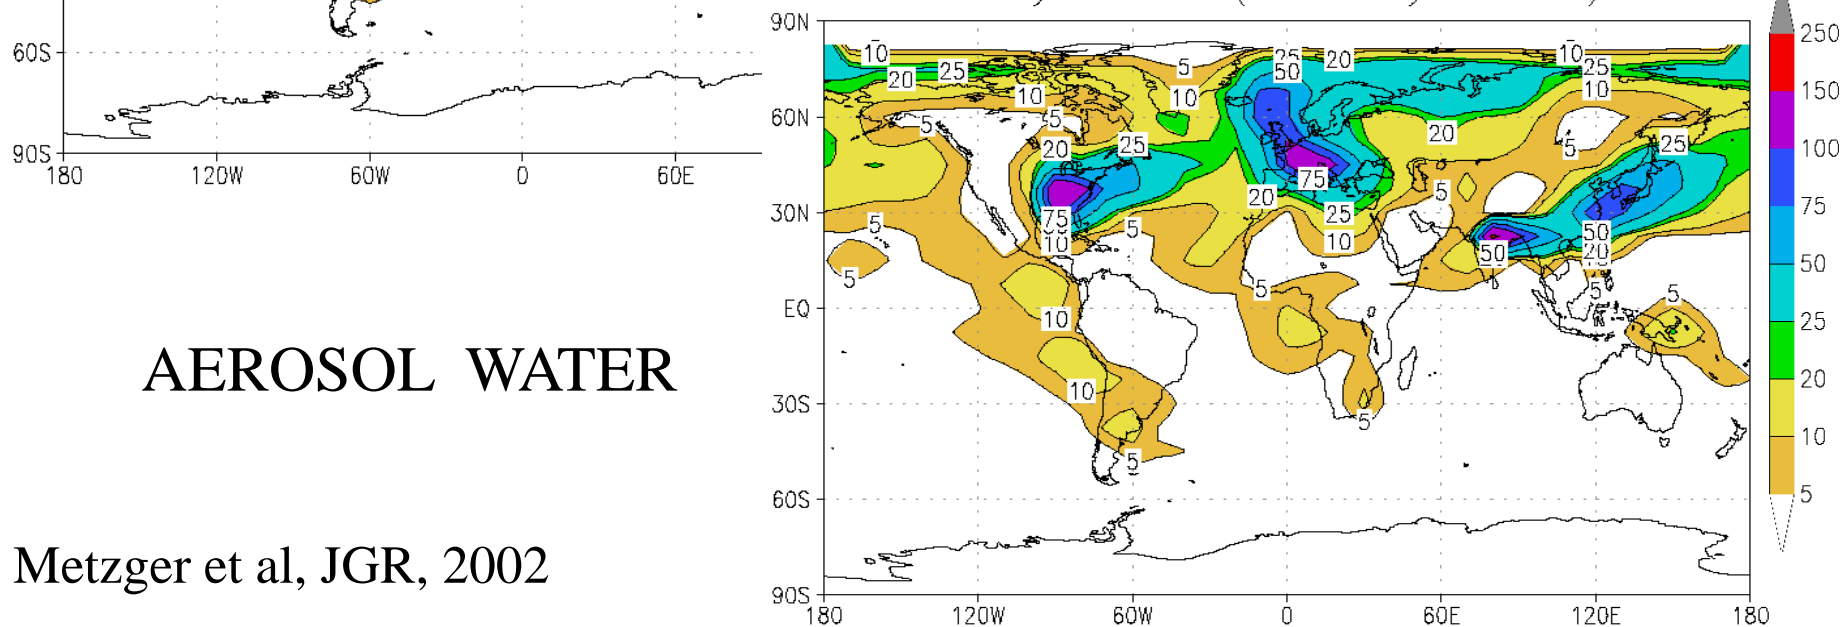 60S
90S
180 120W 60W 0 60E
AEROSOL WATER
Metzger et al, JGR, 2002
90N
60N
30N
EQ
30S
60S
90S
180 120W 60W 0 60E 120E 180
10 5 25 20 10
20 25 50 25
10 10 10
5 5 20 25
20 25 5
75 5
5 75 20 25 50
10 5 10 50 20
5 5 5 5
10
10
5
5
250
150
100
75
50
25
20
10
5